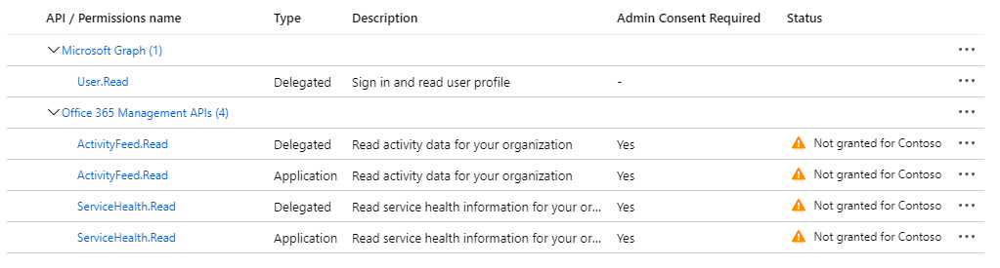 API / Permissions name Type Description Admin Consent Required Status
Microsoft Graph (1)
User.Read Delegated Sign in and read user profile -
Office 365 Management APIs (4)
ActivityFeed.Read Delegated Read activity data for your organization Yes Not granted for Contoso
ActivityFeed.Read Application Read activity data for your organization Yes Not granted for Contoso
ServiceHealth.Read Delegated Read service health information for your or... Yes Not granted for Contoso
ServiceHealth.Read Application Read service health information for your or... Yes Not granted for Contoso